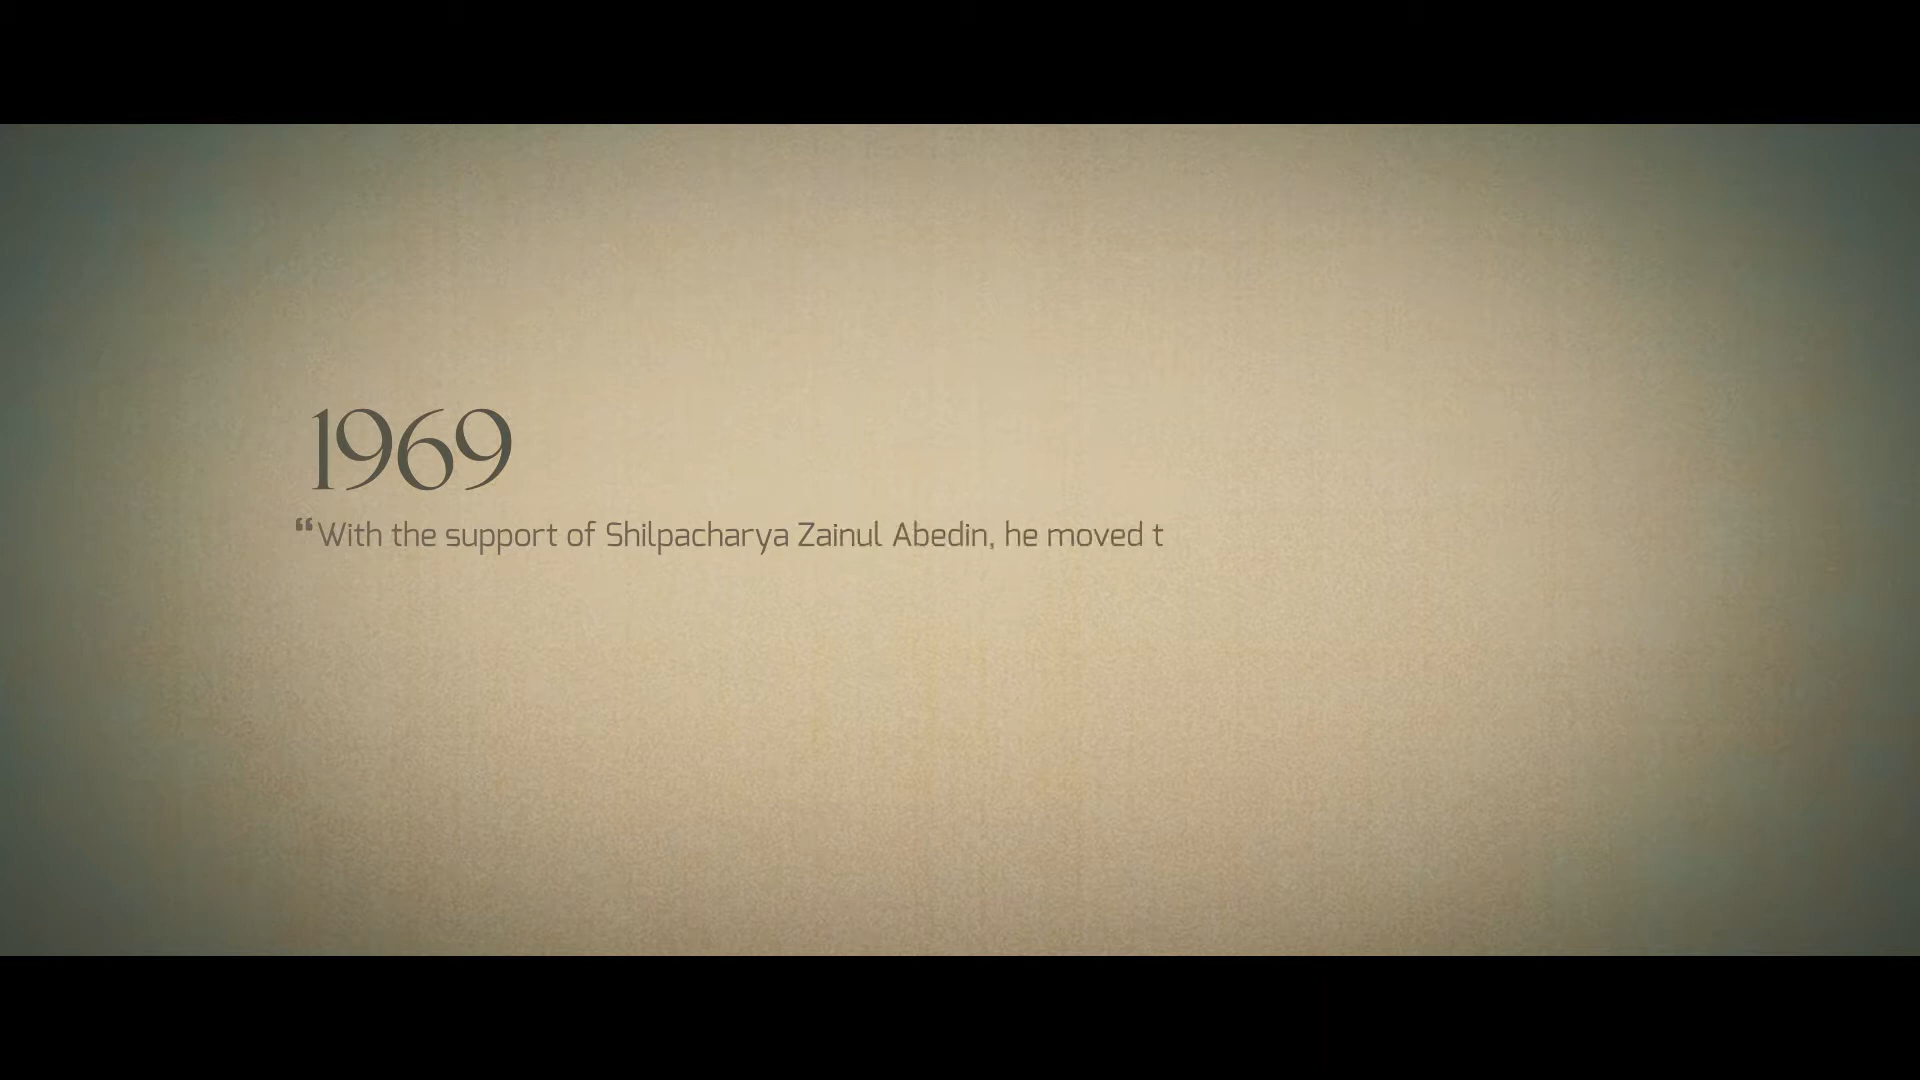 1969
“With the support of Shilpacharya Zainul Abedin, he moved t